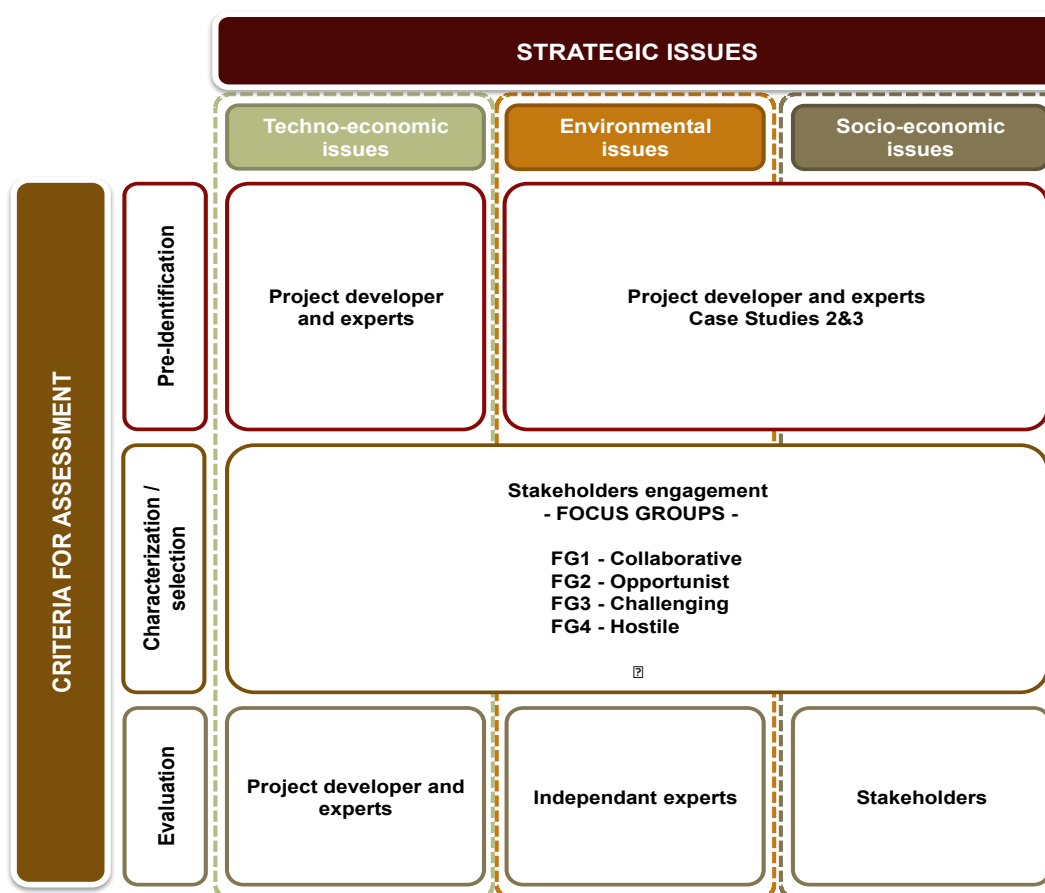 STRATEGIC ISSUES
Techno-economic
issues
Environmental
issues
Socio-economic
issues
CRITERIA FOR ASSESSMENT
Pre-Identification
Project developer
and experts
Project developer and experts
Case Studies 2&3
Characterization /
selection
Stakeholders engagement
- FOCUS GROUPS -
FG1 - Collaborative
FG2 - Opportunist
FG3 - Challenging
FG4 - Hostile
Evaluation
Project developer and
experts
Independant experts
Stakeholders